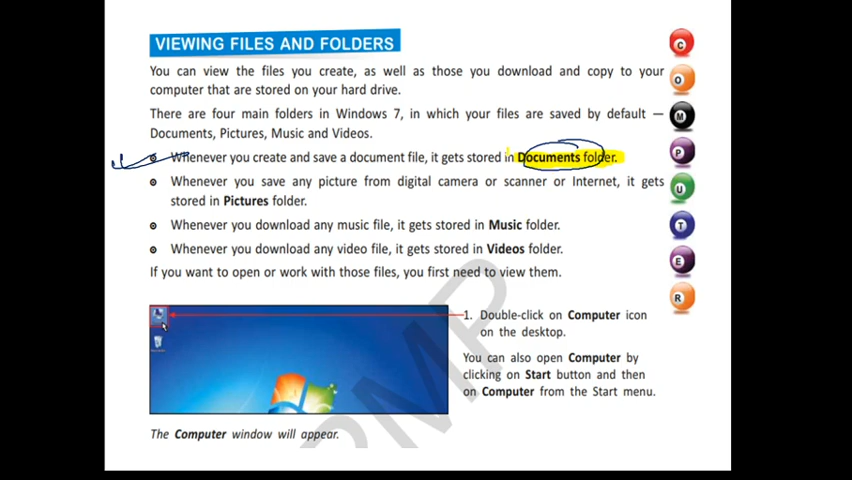 VIEWING FILES AND FOLDERS
You can view the files you create, as well as those you download and copy to your
computer that are stored on your hard drive.
There are four main folders in Windows 7, in which your files are saved by default —
Documents, Pictures, Music and Videos.
Whenever you create and save a document file, it gets stored in Documents folder.
Whenever you save any picture from digital camera or scanner or Internet, it gets
stored in Pictures folder.
Whenever you download any music file, it gets stored in Music folder.
Whenever you download any video file, it gets stored in Videos folder.
If you want to open or work with those files, you first need to view them.
1. Double-click on Computer icon
on the desktop.
You can also open Computer by
clicking on Start button and then
on Computer from the Start menu.
The Computer window will appear.
C
O
M
P
U
T
E
R